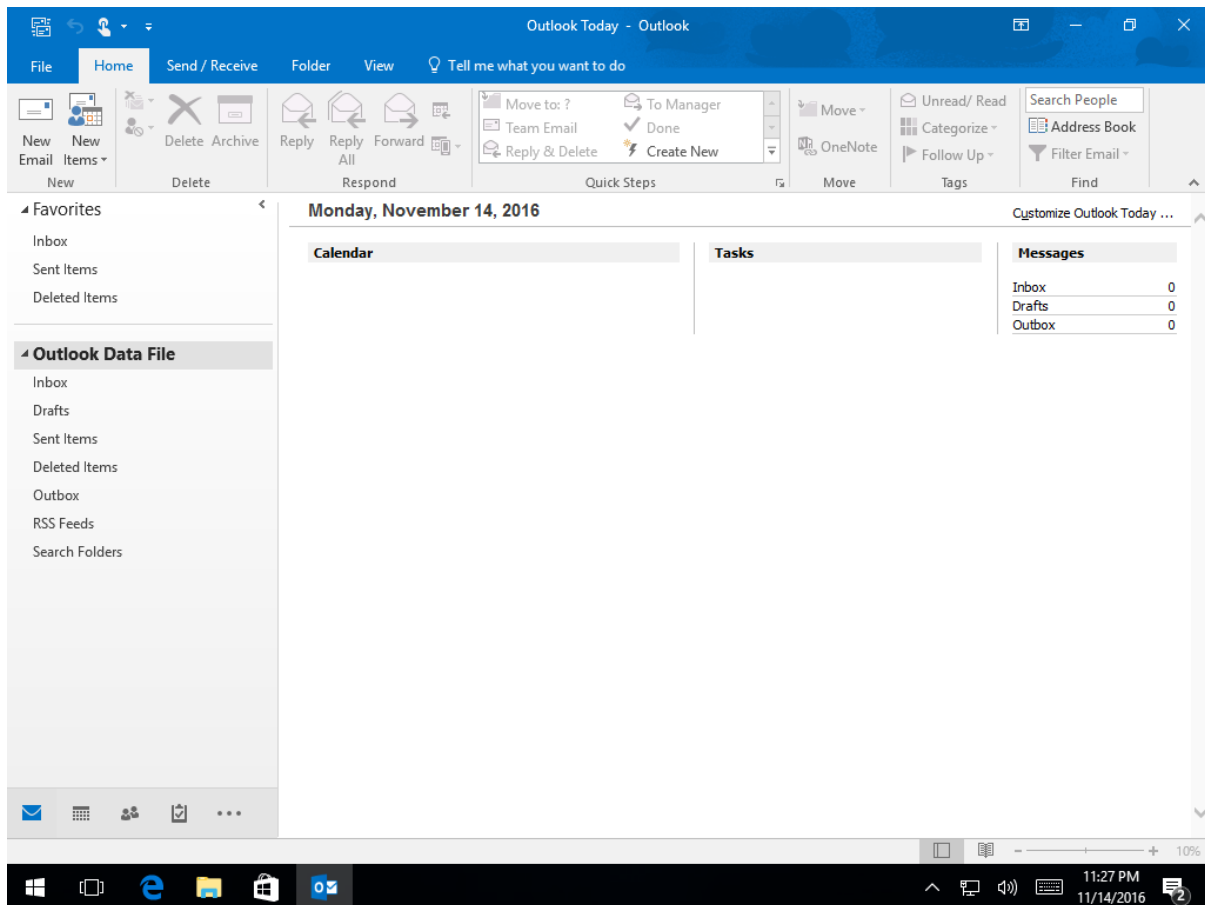 Outlook Today - Outlook
File Home Send / Receive Folder View Tell me what you want to do
New Email
New Items
Delete
Archive
Reply
Reply All
Forward
Move to: ?
To Manager
Team Email
Done
Reply & Delete
Create New
Move
OneNote
Unread/ Read
Categorize
Follow Up
Search People
Address Book
Filter Email
New Delete Respond Quick Steps Move Tags Find
Favorites
Inbox
Sent Items
Deleted Items
Outlook Data File
Inbox
Drafts
Sent Items
Deleted Items
Outbox
RSS Feeds
Search Folders
Monday, November 14, 2016
Customize Outlook Today ...
Calendar
Tasks
Messages
Inbox 0
Drafts 0
Outbox 0
10%
11:27 PM
11/14/2016
2